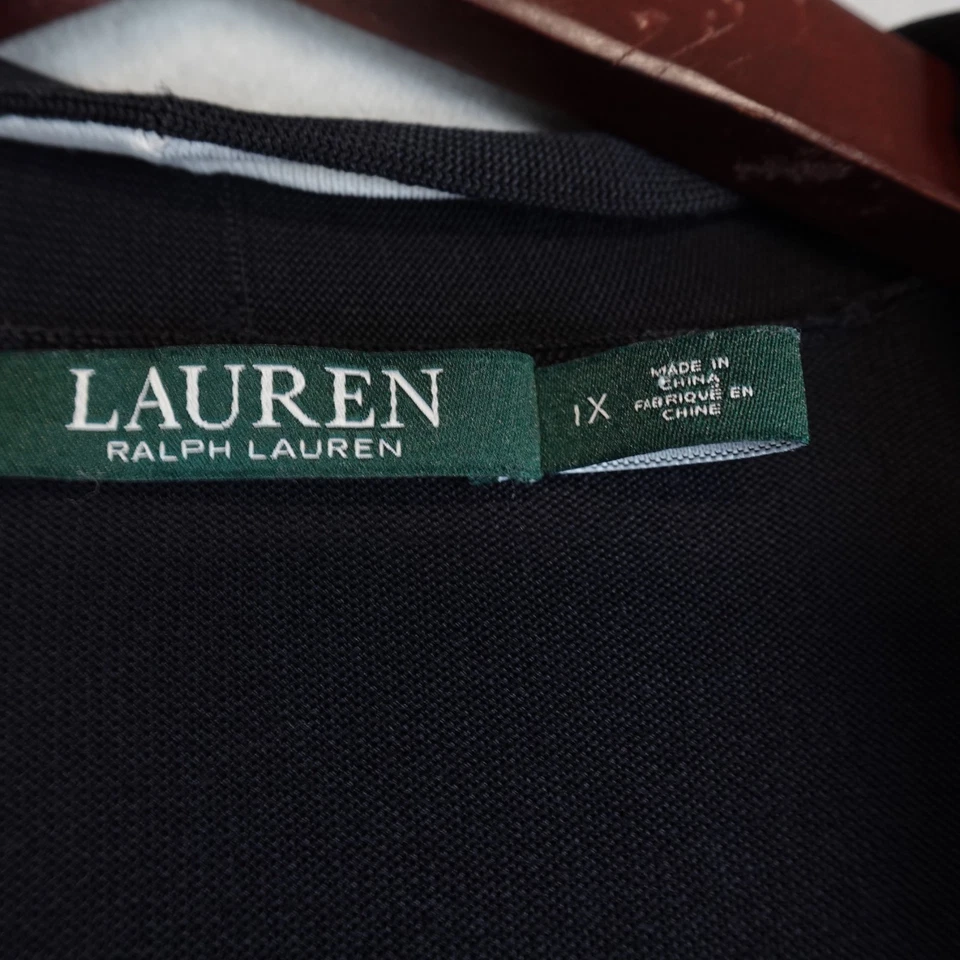 LAUREN
RALPH LAUREN
1X
MADE IN
CHINA
FABRIQUÉ EN
CHINE